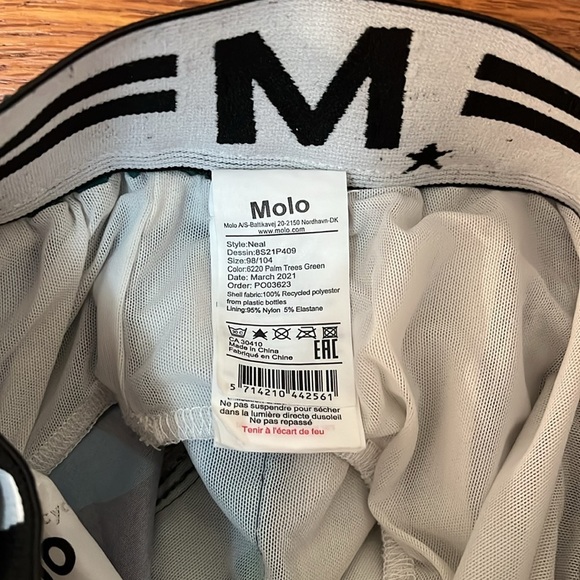 M
Molo
Molo A/S-Battikavej 20-2150 Nordhavn-DK
www.molo.com
Style:Neal
Dessin:8S21P409
Size:98/104
Color:6220 Palm Trees Green
Date: March 2021
Order: PO03623
Shell fabric:100% Recycled polyester
from plastic bottles
Lining:95% Nylon 5% Elastane
CA 30410
Made in China
Fabriqué en Chine
EAC
5 714210 442561
Ne pas suspendre pour sécher
dans la lumière directe dusoleil
Ne pas repassé
Tenir à l'écart de feu